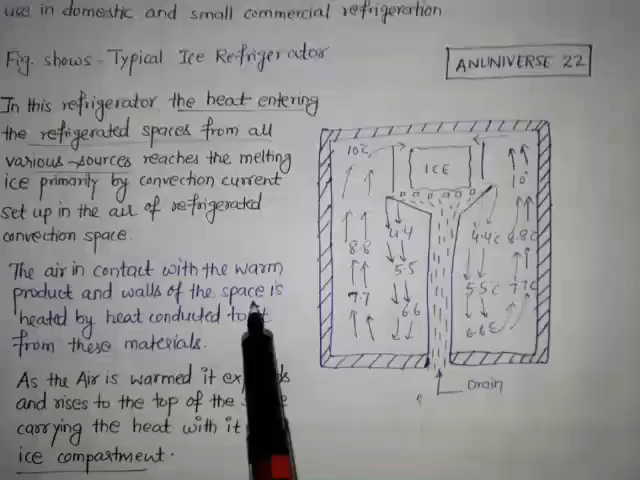 use in domestic and small commercial refrigeration
Fig. shows - Typical Ice Refrigerator
ANUNIVERSE 22
In this refrigerator the heat entering
the refrigerated spaces from all
various sources reaches the melting
ice primarily by convection current
set up in the air of refrigerated
convection space.
The air in contact with the warm
product and walls of the space is
heated by heat conducted to it
from these materials.
As the Air is warmed it
and rises to the top of the
carrying the heat with it
ice compartment.
10°c
ICE
10°
4.4
4.4c
8.8c
8.8
5.5
5.5c
7.7c
7.7
6.6
6.6c
Drain